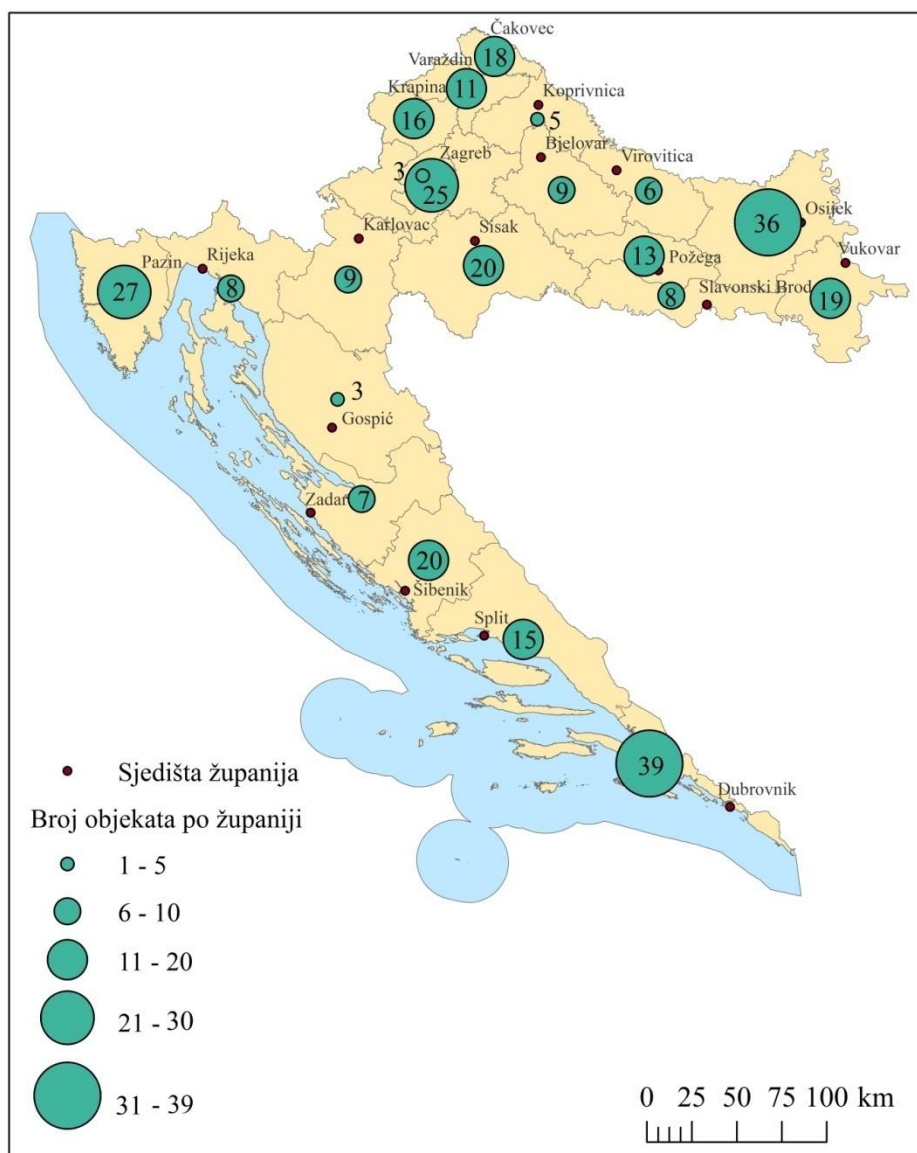 Čakovec
18
Varaždin
11
Krapina
16
Koprivnica
5
Zagreb
3
25
Bjelovar
9
Virovitica
6
36
Osijek
Karlovac
9
Sisak
20
13
Požega
Vukovar
8
Slavonski Brod
19
Pazin
27
Rijeka
8
3
Gospić
Zadar
7
20
Šibenik
Split
15
39
Dubrovnik
Sjedišta županija
Broj objekata po županiji
1 - 5
6 - 10
11 - 20
21 - 30
31 - 39
0 25 50 75 100 km